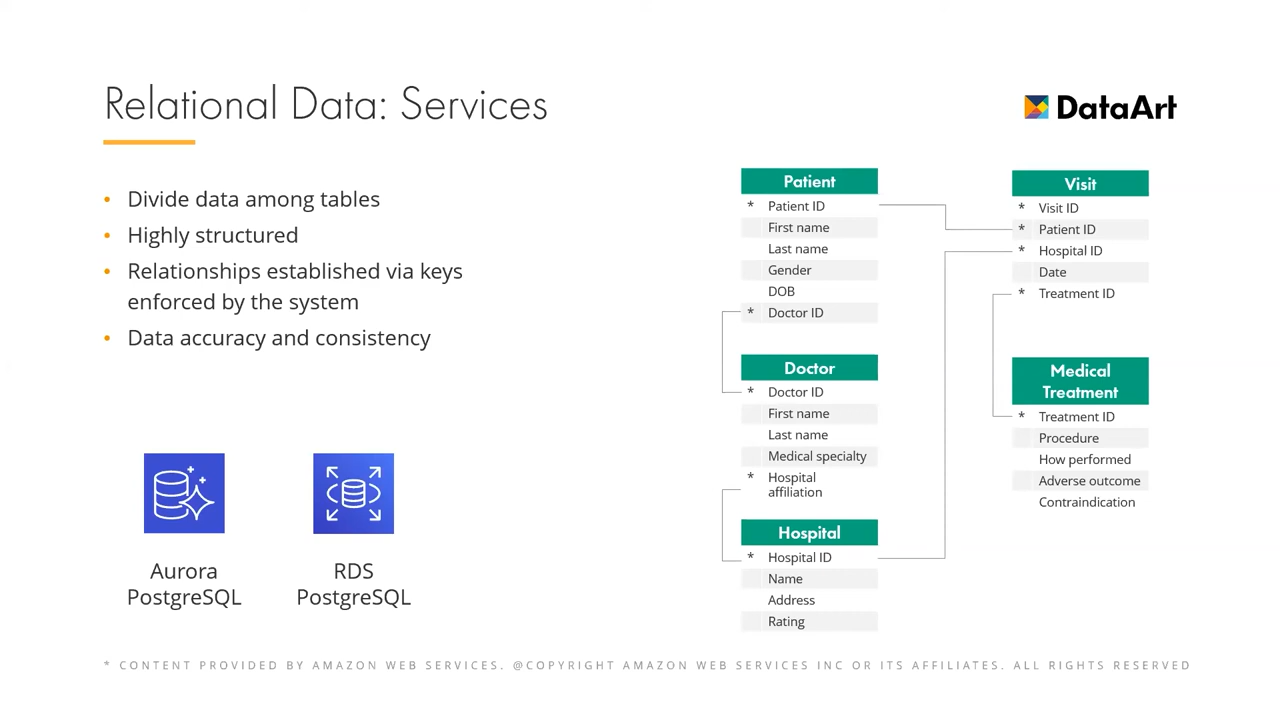 Relational Data: Services
DataArt
• Divide data among tables
• Highly structured
• Relationships established via keys
enforced by the system
• Data accuracy and consistency
Aurora
PostgreSQL
RDS
PostgreSQL
Patient
* Patient ID
First name
Last name
Gender
DOB
* Doctor ID
Doctor
* Doctor ID
First name
Last name
Medical specialty
* Hospital
affiliation
Hospital
* Hospital ID
Name
Address
Rating
Visit
* Visit ID
* Patient ID
* Hospital ID
Date
* Treatment ID
Medical
Treatment
* Treatment ID
Procedure
How performed
Adverse outcome
Contraindication
* CONTENT PROVIDED BY AMAZON WEB SERVICES. @COPYRIGHT AMAZON WEB SERVICES INC OR ITS AFFILIATES. ALL RIGHTS RESERVED